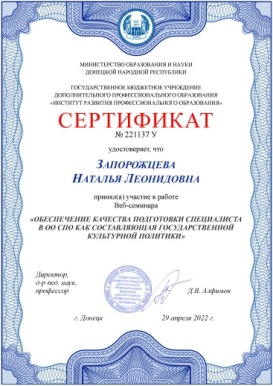 МИНИСТЕРСТВО ОБРАЗОВАНИЯ И НАУКИ
ДОНЕЦКОЙ НАРОДНОЙ РЕСПУБЛИКИ
ГОСУДАРСТВЕННОЕ БЮДЖЕТНОЕ УЧРЕЖДЕНИЕ
ДОПОЛНИТЕЛЬНОГО ПРОФЕССИОНАЛЬНОГО ОБРАЗОВАНИЯ
«ИНСТИТУТ РАЗВИТИЯ ПРОФЕССИОНАЛЬНОГО ОБРАЗОВАНИЯ»
СЕРТИФИКАТ
№ 221137 У
удостоверяет, что
ЗАПОРОЖЦЕВА
НАТАЛЬЯ ЛЕОНИДОВНА
принял(а) участие в работе
Веб-семинара
«ОБЕСПЕЧЕНИЕ КАЧЕСТВА ПОДГОТОВКИ СПЕЦИАЛИСТА
В ОО СПО КАК СОСТАВЛЯЮЩАЯ ГОСУДАРСТВЕННОЙ
КУЛЬТУРНОЙ ПОЛИТИКИ»
Директор,
д-р пед. наук,
профессор
Д.В. Алфимов
г. Донецк
29 апреля 2022 г.